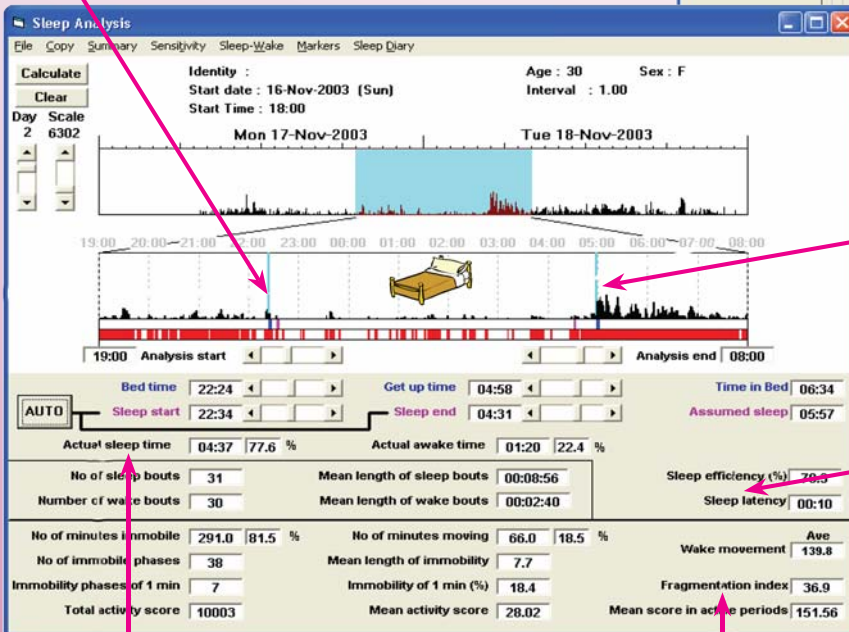 Sleep Analysis
File Copy Summary Sensitivity Sleep-Wake Markers Sleep Diary
Calculate Identity : Age : 30 Sex : F
Clear Start date : 16-Nov-2003 (Sun) Interval : 1.00
Day Scale Start Time : 18:00
2 6302 Mon 17-Nov-2003 Tue 18-Nov-2003
19:00 20:00 21:00 22:00 23:00 00:00 01:00 02:00 03:00 04:00 05:00 06:00 07:00 08:00
19:00 Analysis start Analysis end 08:00
Bed time 22:24 Get up time 04:58 Time in Bed 06:34
AUTO Sleep start 22:34 Sleep end 04:31 Assumed sleep 05:57
Actual sleep time 04:37 77.6 % Actual awake time 01:20 22.4 %
No of sleep bouts 31 Mean length of sleep bouts 00:08:56 Sleep efficiency (%)
Number of wake bouts 30 Mean length of wake bouts 00:02:40 Sleep latency 00:10
No of minutes immobile 291.0 81.5 % No of minutes moving 66.0 18.5 % Ave
No of immobile phases 38 Mean length of immobility 7.7 Wake movement 139.8
Immobility phases of 1 min 7 Immobility of 1 min (%) 18.4 Fragmentation index 36.9
Total activity score 10003 Mean activity score 28.02 Mean score in active periods 151.56